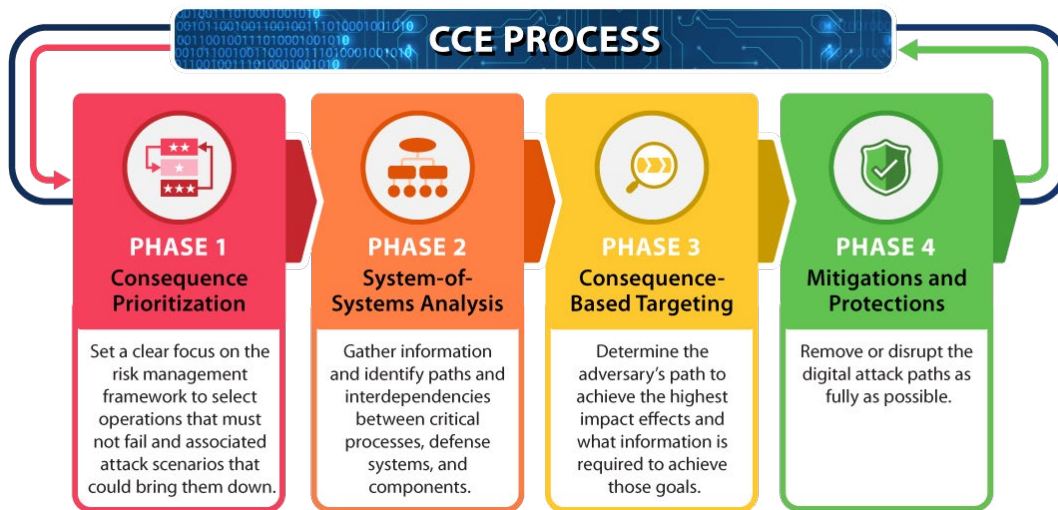 CCE PROCESS
PHASE 1
Consequence
Prioritization
Set a clear focus on the
risk management
framework to select
operations that must
not fail and associated
attack scenarios that
could bring them down.
PHASE 2
System-of-
Systems Analysis
Gather information
and identify paths and
interdependencies
between critical
processes, defense
systems, and
components.
PHASE 3
Consequence-
Based Targeting
Determine the
adversary's path to
achieve the highest
impact effects and
what information is
required to achieve
those goals.
PHASE 4
Mitigations and
Protections
Remove or disrupt the
digital attack paths as
fully as possible.